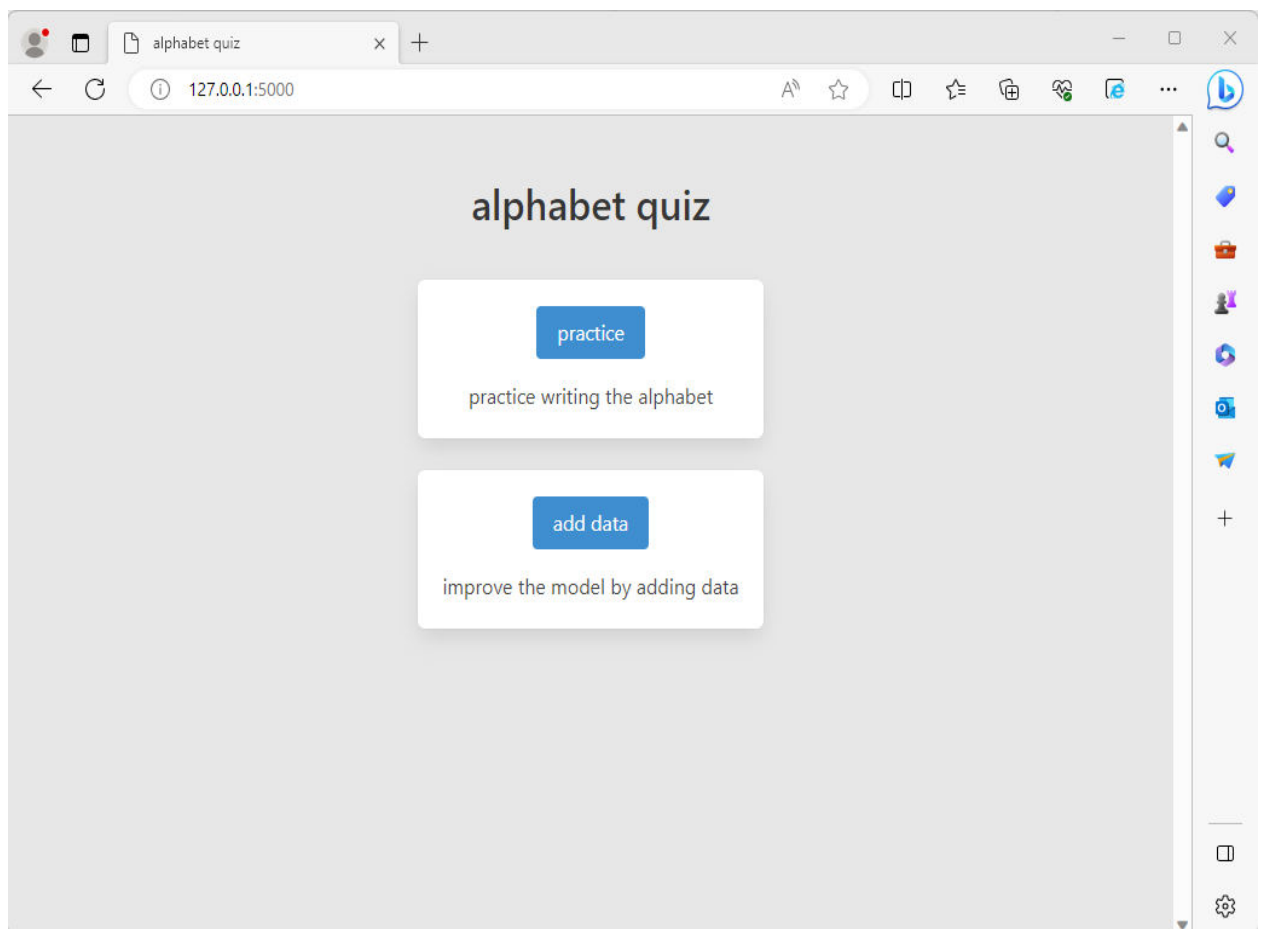 alphabet quiz
127.0.0.1:5000
alphabet quiz
practice
practice writing the alphabet
add data
improve the model by adding data